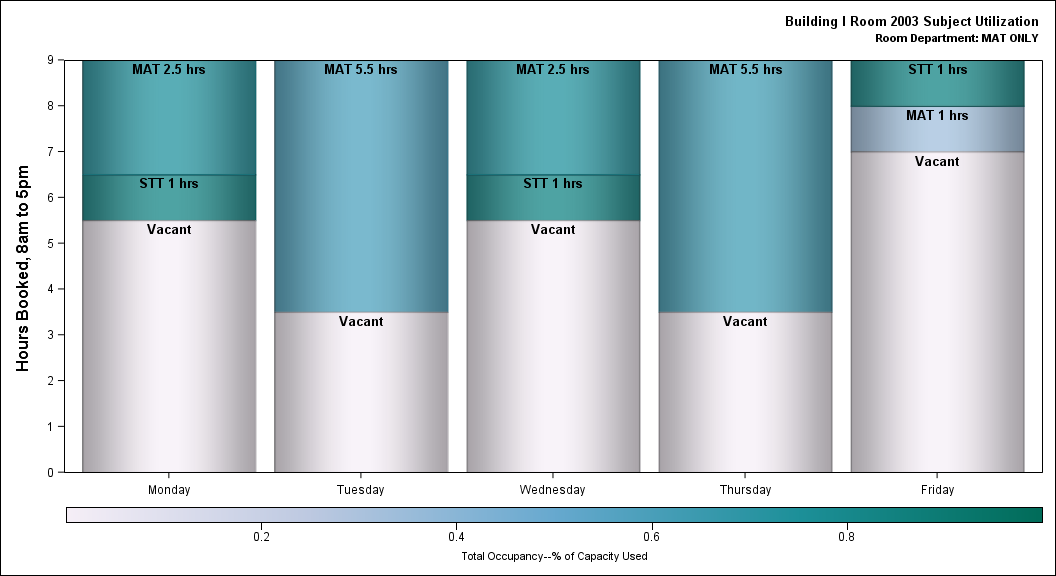 Building I Room 2003 Subject Utilization
Room Department: MAT ONLY
Hours Booked, 8am to 5pm
9
8
7
6
5
4
3
2
1
0
MAT 2.5 hrs
STT 1 hrs
Vacant
MAT 5.5 hrs
Vacant
MAT 2.5 hrs
STT 1 hrs
Vacant
MAT 5.5 hrs
Vacant
STT 1 hrs
MAT 1 hrs
Vacant
Monday Tuesday Wednesday Thursday Friday
0.2 0.4 0.6 0.8
Total Occupancy--% of Capacity Used